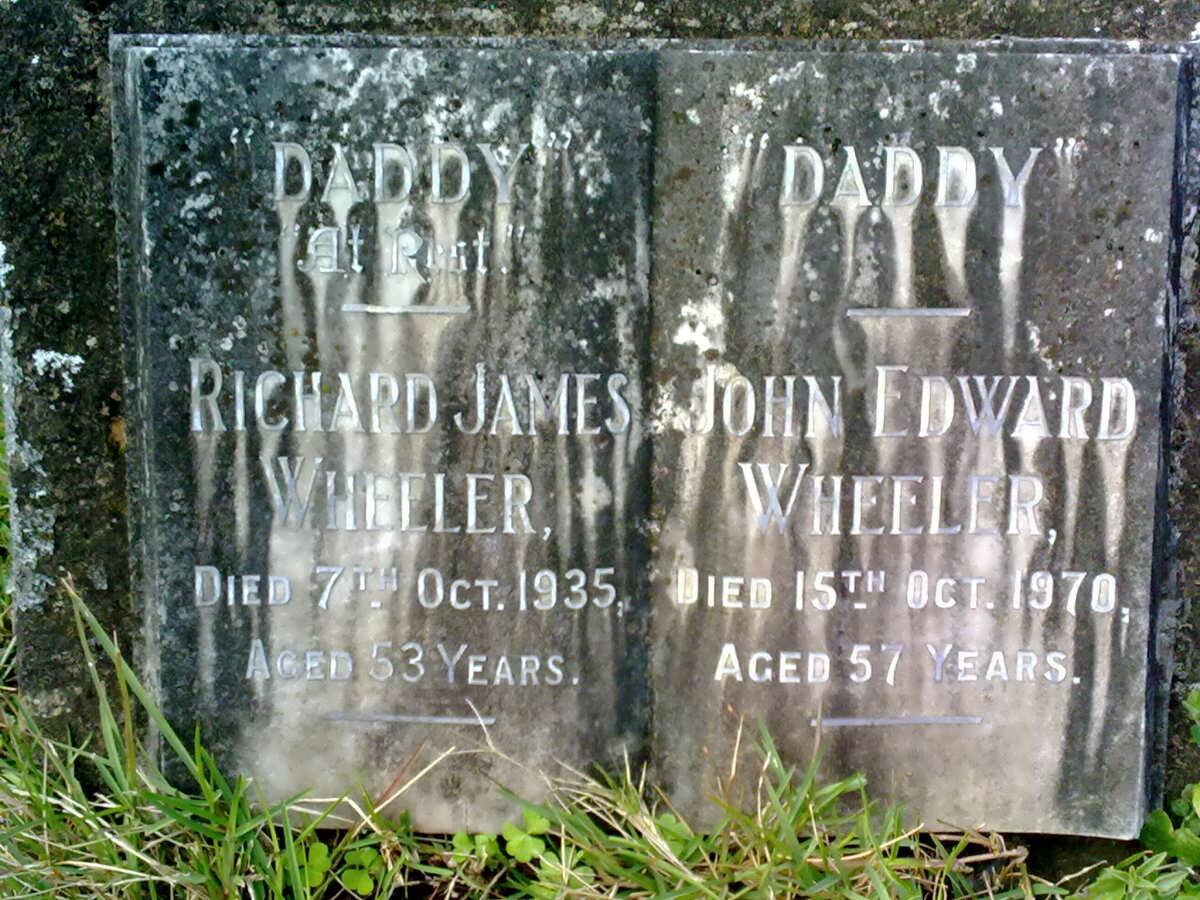 "DADDY"
"At Rest."
RICHARD JAMES
WHEELER,
DIED 7TH OCT. 1935,
AGED 53 YEARS.
"DADDY"
JOHN EDWARD
WHEELER,
DIED 15TH OCT. 1970,
AGED 57 YEARS.